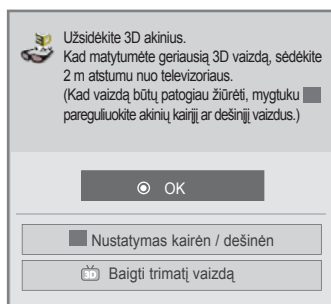 Užsidėkite 3D akinius.
Kad matytumėte geriausią 3D vaizdą, sėdėkite
2 m atstumu nuo televizoriaus.
(Kad vaizdą būtų patogiau žiūrėti, mygtuku
pareguliuokite akinių kairįjį ar dešinįjį vaizdus.)
OK
Nustatymas kairėn / dešinėn
3D Baigti trimatį vaizdą